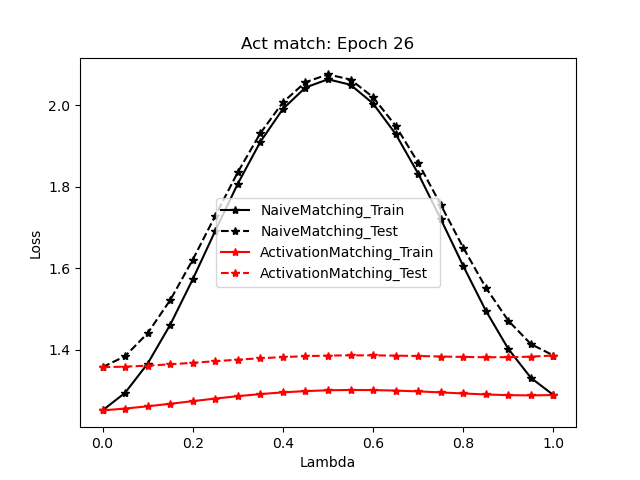 Act match: Epoch 26
Loss
2.0
1.8
1.6
1.4
NaiveMatching_Train
NaiveMatching_Test
ActivationMatching_Train
ActivationMatching_Test
0.0 0.2 0.4 0.6 0.8 1.0
Lambda